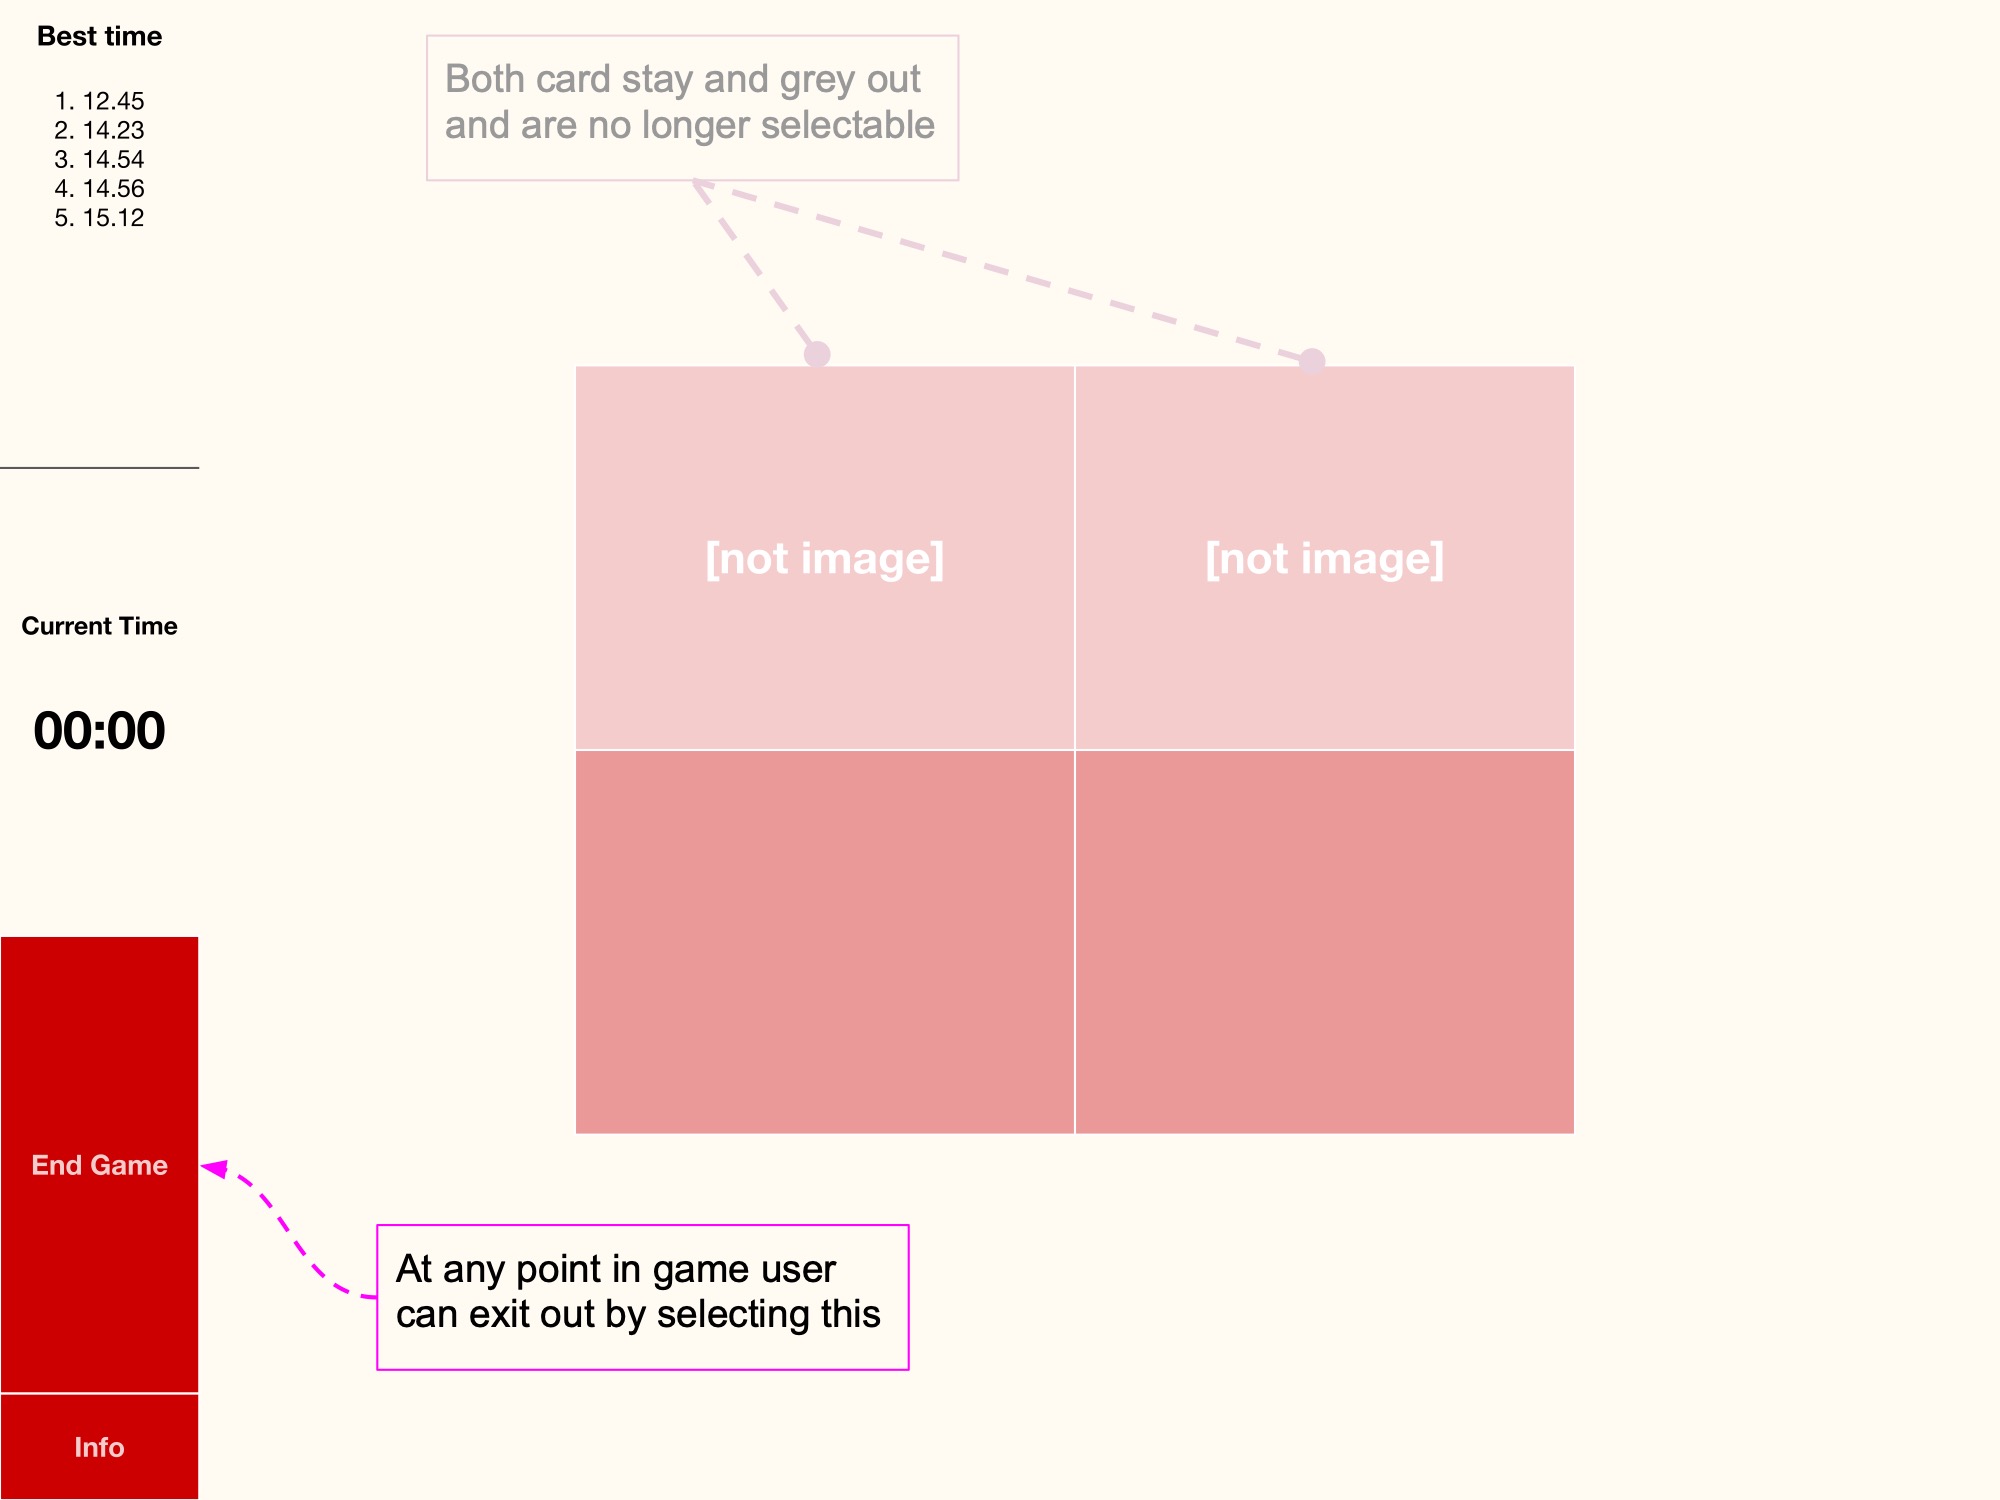 Best time
1. 12.45
2. 14.23
3. 14.54
4. 14.56
5. 15.12
Current Time
00:00
End Game
Info
Both card stay and grey out
and are no longer selectable
[not image]
[not image]
At any point in game user
can exit out by selecting this